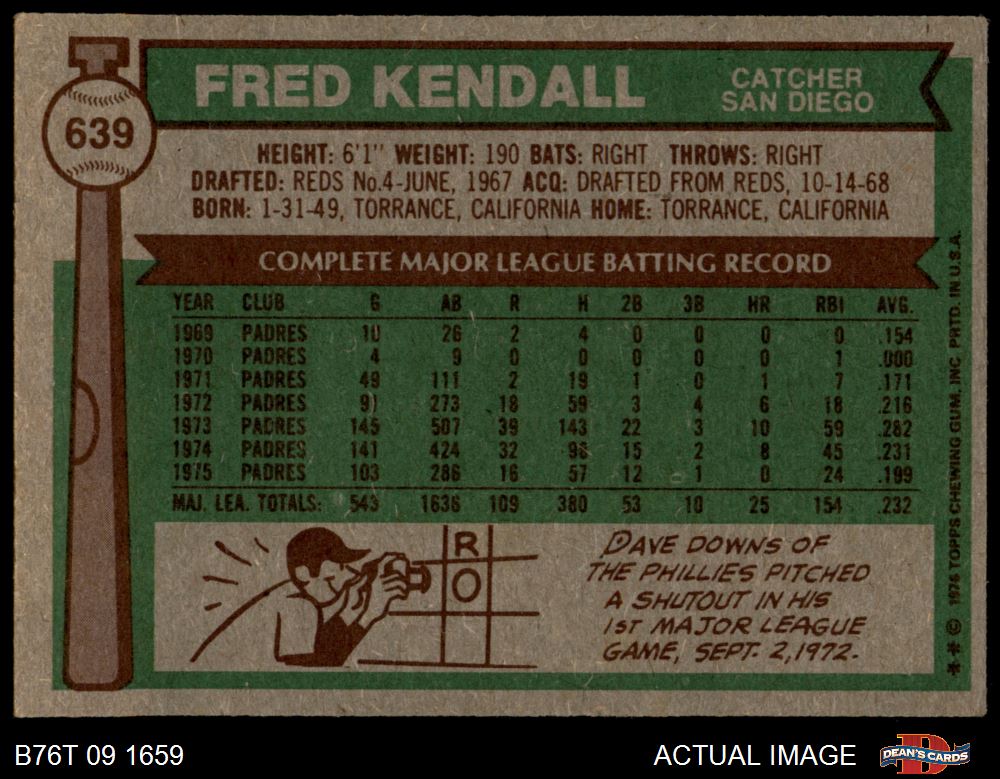 FRED KENDALL
CATCHER
SAN DIEGO
639
HEIGHT: 6'1" WEIGHT: 190 BATS: RIGHT THROWS: RIGHT
DRAFTED: REDS No.4-JUNE, 1967 ACQ: DRAFTED FROM REDS, 10-14-68
BORN: 1-31-49, TORRANCE, CALIFORNIA HOME: TORRANCE, CALIFORNIA
COMPLETE MAJOR LEAGUE BATTING RECORD
YEAR CLUB G AB R H 2B 3B HR RBI AVG.
1969 PADRES 10 26 2 4 0 0 0 0 .154
1970 PADRES 4 9 0 0 0 0 0 1 .000
1971 PADRES 49 111 2 19 1 0 1 7 .171
1972 PADRES 91 273 18 59 3 4 6 18 .216
1973 PADRES 145 507 39 143 22 3 10 59 .282
1974 PADRES 141 424 32 98 15 2 8 45 .231
1975 PADRES 103 286 16 57 12 1 0 24 .199
MAJ. LEA. TOTALS: 543 1636 109 380 53 10 25 154 .232
R
O
DAVE DOWNS OF
THE PHILLIES PITCHED
A SHUTOUT IN HIS
1ST MAJOR LEAGUE
GAME, SEPT. 2, 1972.
** © 1976 TOPPS CHEWING GUM, INC. PRTD. IN U.S.A.
B76T 09 1659
ACTUAL IMAGE
DEAN'S CARDS